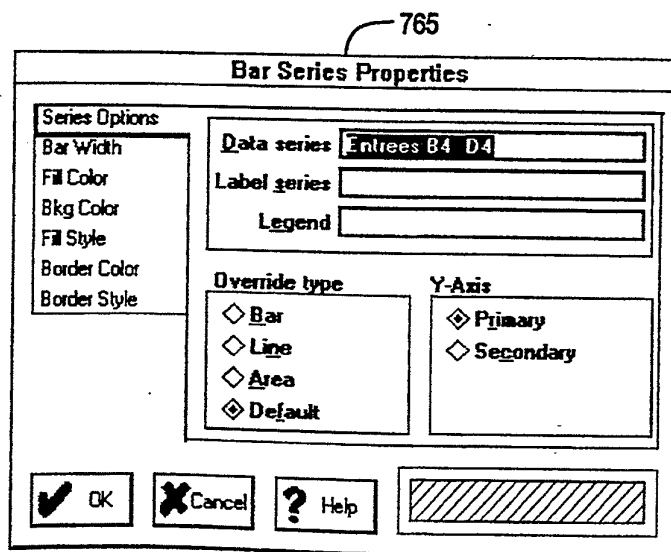 765
Bar Series Properties
Series Options
Bar Width
Fill Color
Bkg Color
Fill Style
Border Color
Border Style
Data series Entrees B4 D4
Label series
Legend
Override type
Bar
Line
Area
Default
Y-Axis
Primary
Secondary
OK
Cancel
? Help